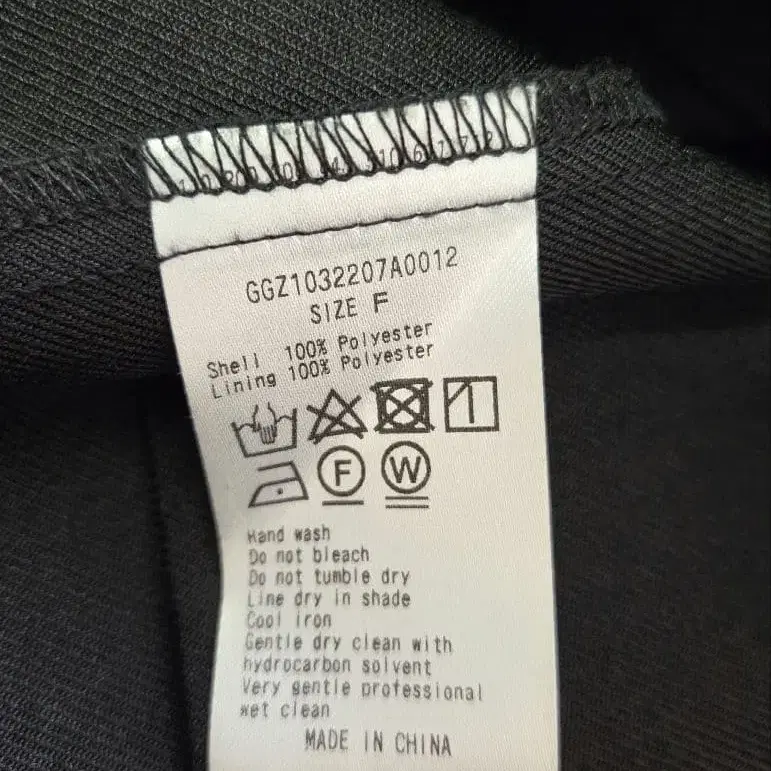 GGZ1032207A0012
SIZE F
Shell 100% Polyester
Lining 100% Polyester
F W
Hand wash
Do not bleach
Do not tumble dry
Line dry in shade
Cool iron
Gentle dry clean with
hydrocarbon solvent
Very gentle professional
wet clean
MADE IN CHINA